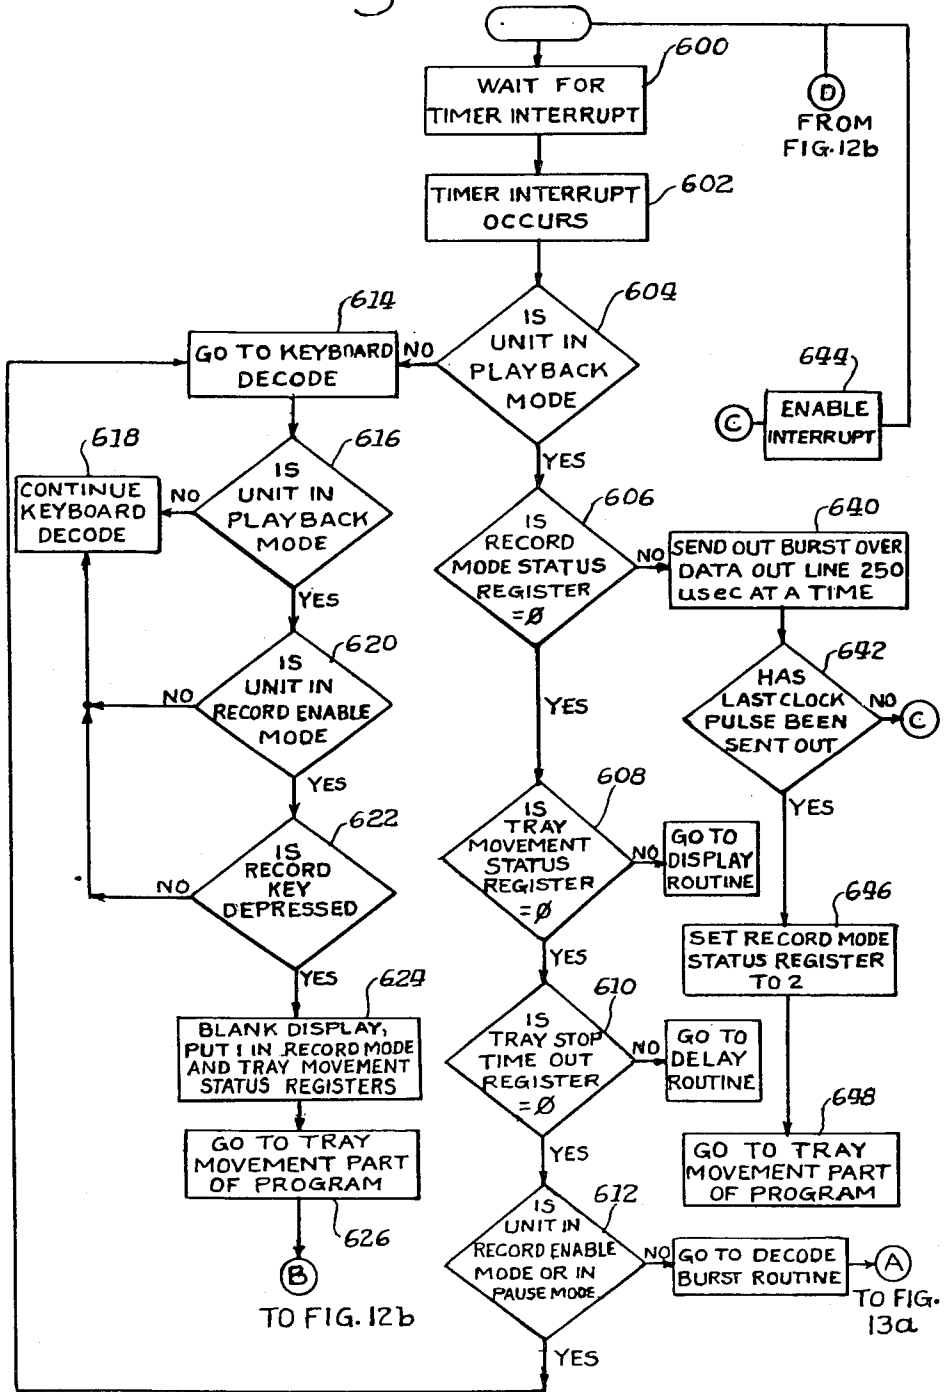 600
WAIT FOR
TIMER INTERRUPT
D
FROM
FIG.12b
602
TIMER INTERRUPT
OCCURS
604
IS
UNIT IN
PLAYBACK
MODE
NO
YES
614
GO TO KEYBOARD
DECODE
644
ENABLE
INTERRUPT
C
616
IS
UNIT IN
PLAYBACK
MODE
NO
YES
618
CONTINUE
KEYBOARD
DECODE
606
IS
RECORD
MODE STATUS
REGISTER
=Ø
NO
YES
640
SEND OUT BURST OVER
DATA OUT LINE 250
usec AT A TIME
620
IS
UNIT IN
RECORD ENABLE
MODE
NO
YES
642
HAS
LAST CLOCK
PULSE BEEN
SENT OUT
NO
C
YES
622
IS
RECORD
KEY
DEPRESSED
NO
YES
608
IS
TRAY
MOVEMENT
STATUS
REGISTER
=Ø
NO
YES
GO TO
DISPLAY
ROUTINE
646
SET RECORD MODE
STATUS REGISTER
TO 2
624
BLANK DISPLAY,
PUT 1 IN RECORD MODE
AND TRAY MOVEMENT
STATUS REGISTERS
610
IS
TRAY STOP
TIME OUT
REGISTER
=Ø
NO
YES
GO TO
DELAY
ROUTINE
648
GO TO TRAY
MOVEMENT PART
OF PROGRAM
GO TO TRAY
MOVEMENT PART
OF PROGRAM
626
B
TO FIG.12b
612
IS
UNIT IN
RECORD ENABLE
MODE OR IN
PAUSE MODE
NO
YES
GO TO DECODE
BURST ROUTINE
A
TO FIG.
13a